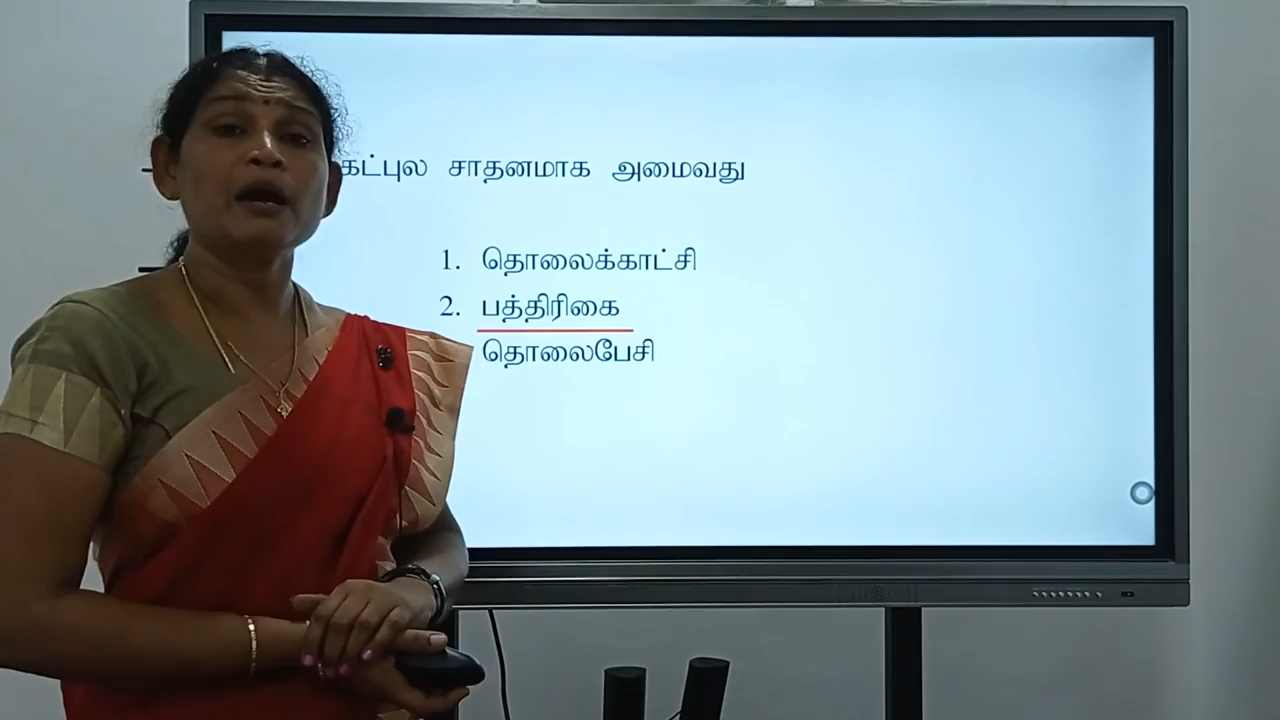 கட்புல சாதனமாக அமைவது
1. தொலைக்காட்சி
2. பத்திரிகை
தொலைபேசி